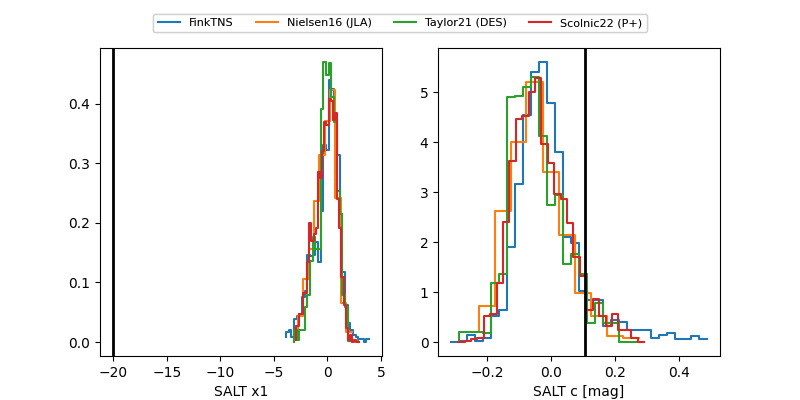 FinkTNS Nielsen16 (JLA) Taylor21 (DES) Scolnic22 (P+)
0.4
0.3
0.2
0.1
0.0
−20 −15 −10 −5 0 5
SALT x1
5
4
3
2
1
0
−0.2 0.0 0.2 0.4
SALT c [mag]